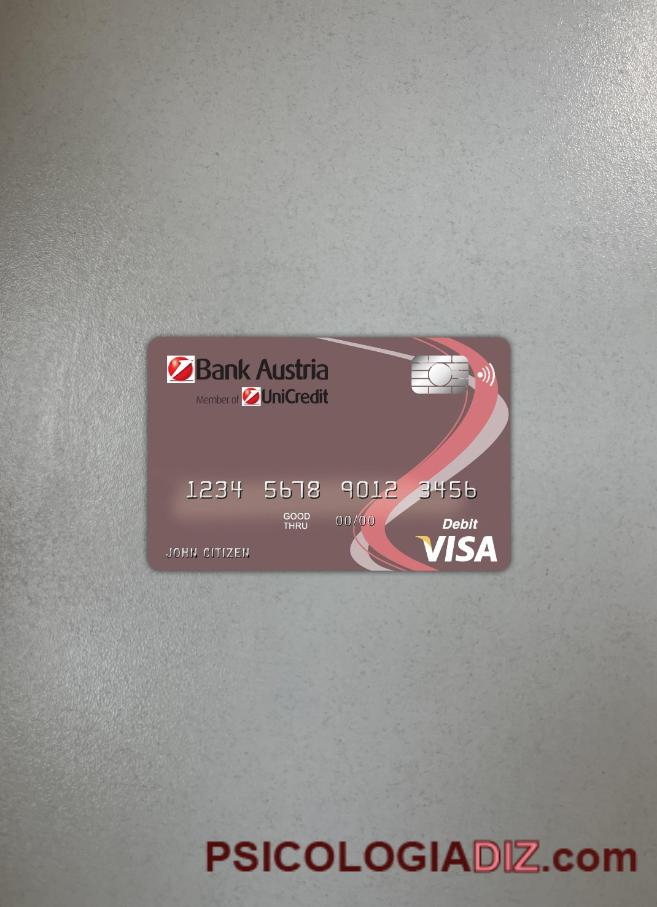 Bank Austria
Member of UniCredit
1234 5678 9012 3456
GOOD
THRU
00/00
Debit
VISA
JOHN CITIZEN
PSICOLOGIADIZ.com